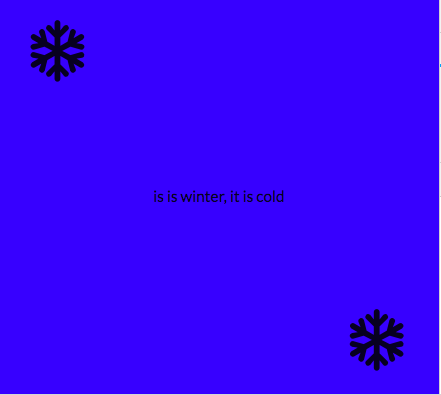 is is winter, it is cold